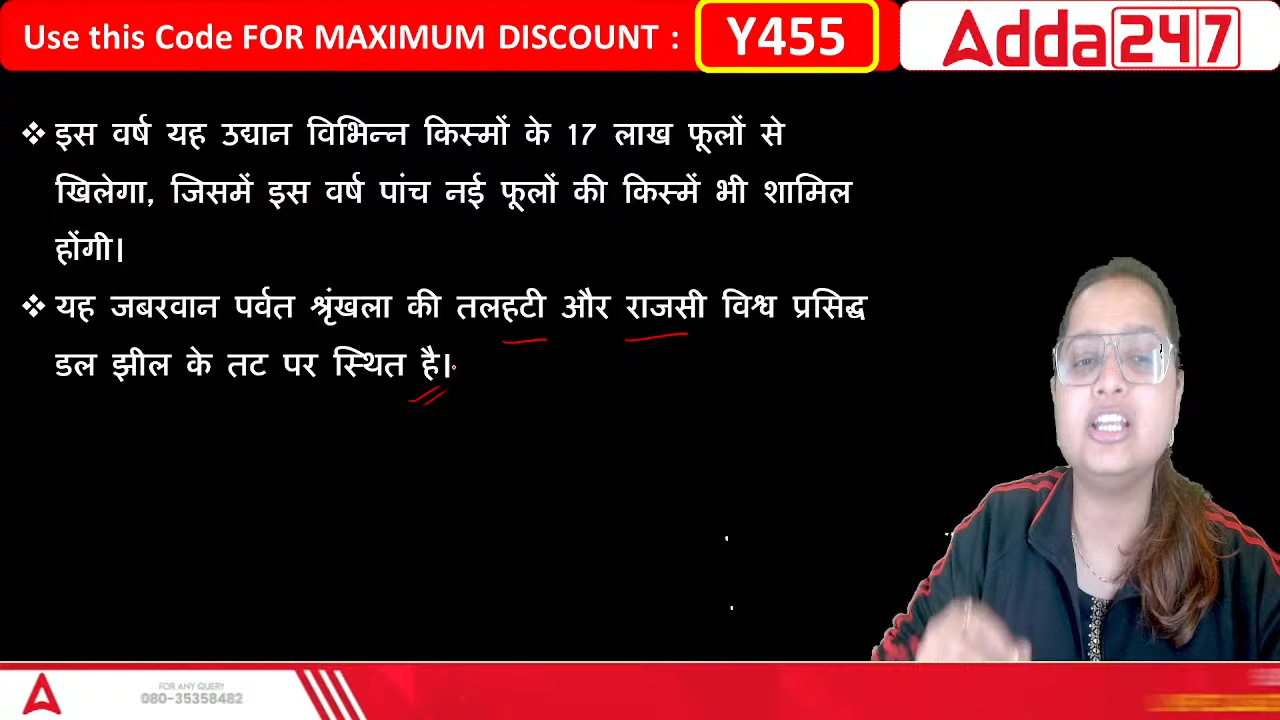 Use this Code FOR MAXIMUM DISCOUNT :
Y455
Adda247
❖ इस वर्ष यह उद्यान विभिन्न किस्मों के 17 लाख फूलों से
खिलेगा, जिसमें इस वर्ष पांच नई फूलों की किस्में भी शामिल
होंगी।
❖ यह जबरवान पर्वत श्रृंखला की तलहटी और राजसी विश्व प्रसिद्ध
डल झील के तट पर स्थित है।
FOR ANY QUERY
080-35358482